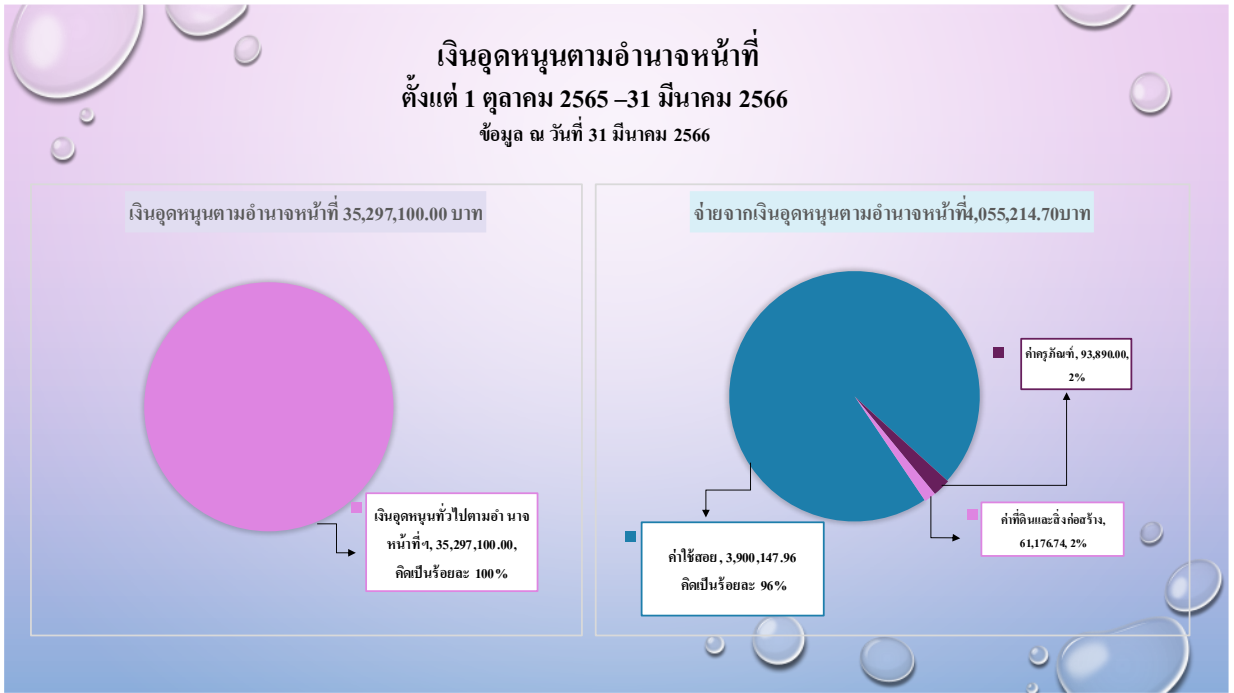 เงินอุดหนุนตามอำนาจหน้าที่
ตั้งแต่ 1 ตุลาคม 2565 –31 มีนาคม 2566
ข้อมูล ณ วันที่ 31 มีนาคม 2566
เงินอุดหนุนตามอำนาจหน้าที่ 35,297,100.00 บาท
เงินอุดหนุนทั่วไปตามอำ นาจ
หน้าที่ฯ, 35,297,100.00,
คิดเป็นร้อยละ 100%
จ่ายจากเงินอุดหนุนตามอำนาจหน้าที่4,055,214.70บาท
ค่าครุภัณฑ์, 93,890.00,
2%
ค่าที่ดินและสิ่งก่อสร้าง,
61,176.74, 2%
ค่าใช้สอย, 3,900,147.96
คิดเป็นร้อยละ 96%